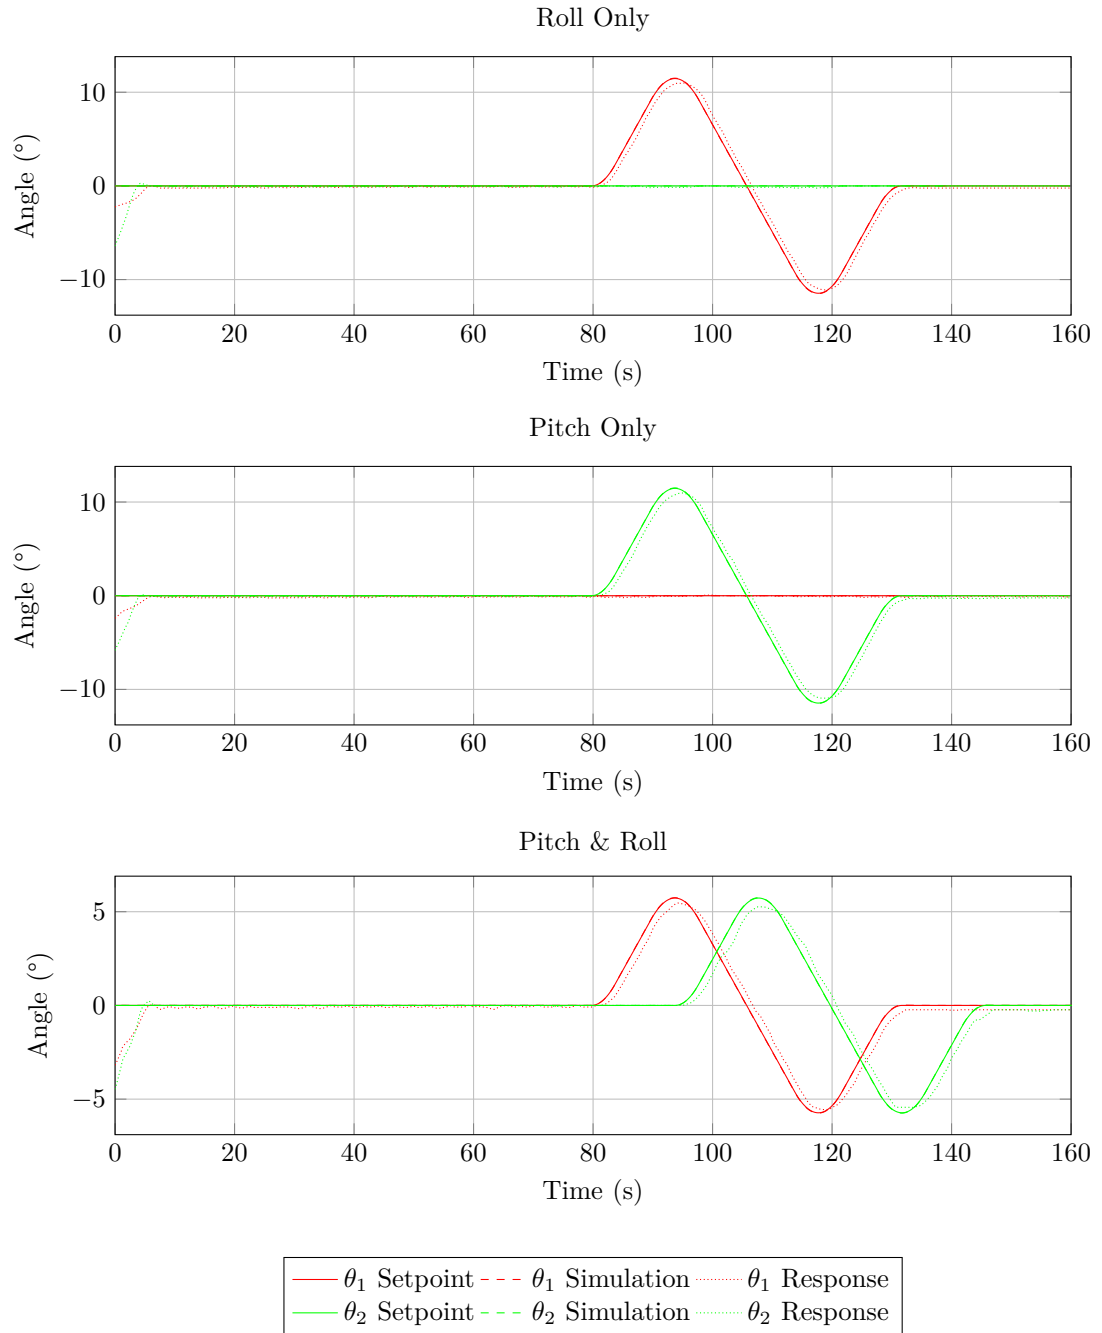 Roll Only
10
0
−10
Angle (°)
0 20 40 60 80 100 120 140 160
Time (s)
Pitch Only
10
0
−10
Angle (°)
0 20 40 60 80 100 120 140 160
Time (s)
Pitch & Roll
5
0
−5
Angle (°)
0 20 40 60 80 100 120 140 160
Time (s)
θ₁ Setpoint θ₁ Simulation θ₁ Response
θ₂ Setpoint θ₂ Simulation θ₂ Response